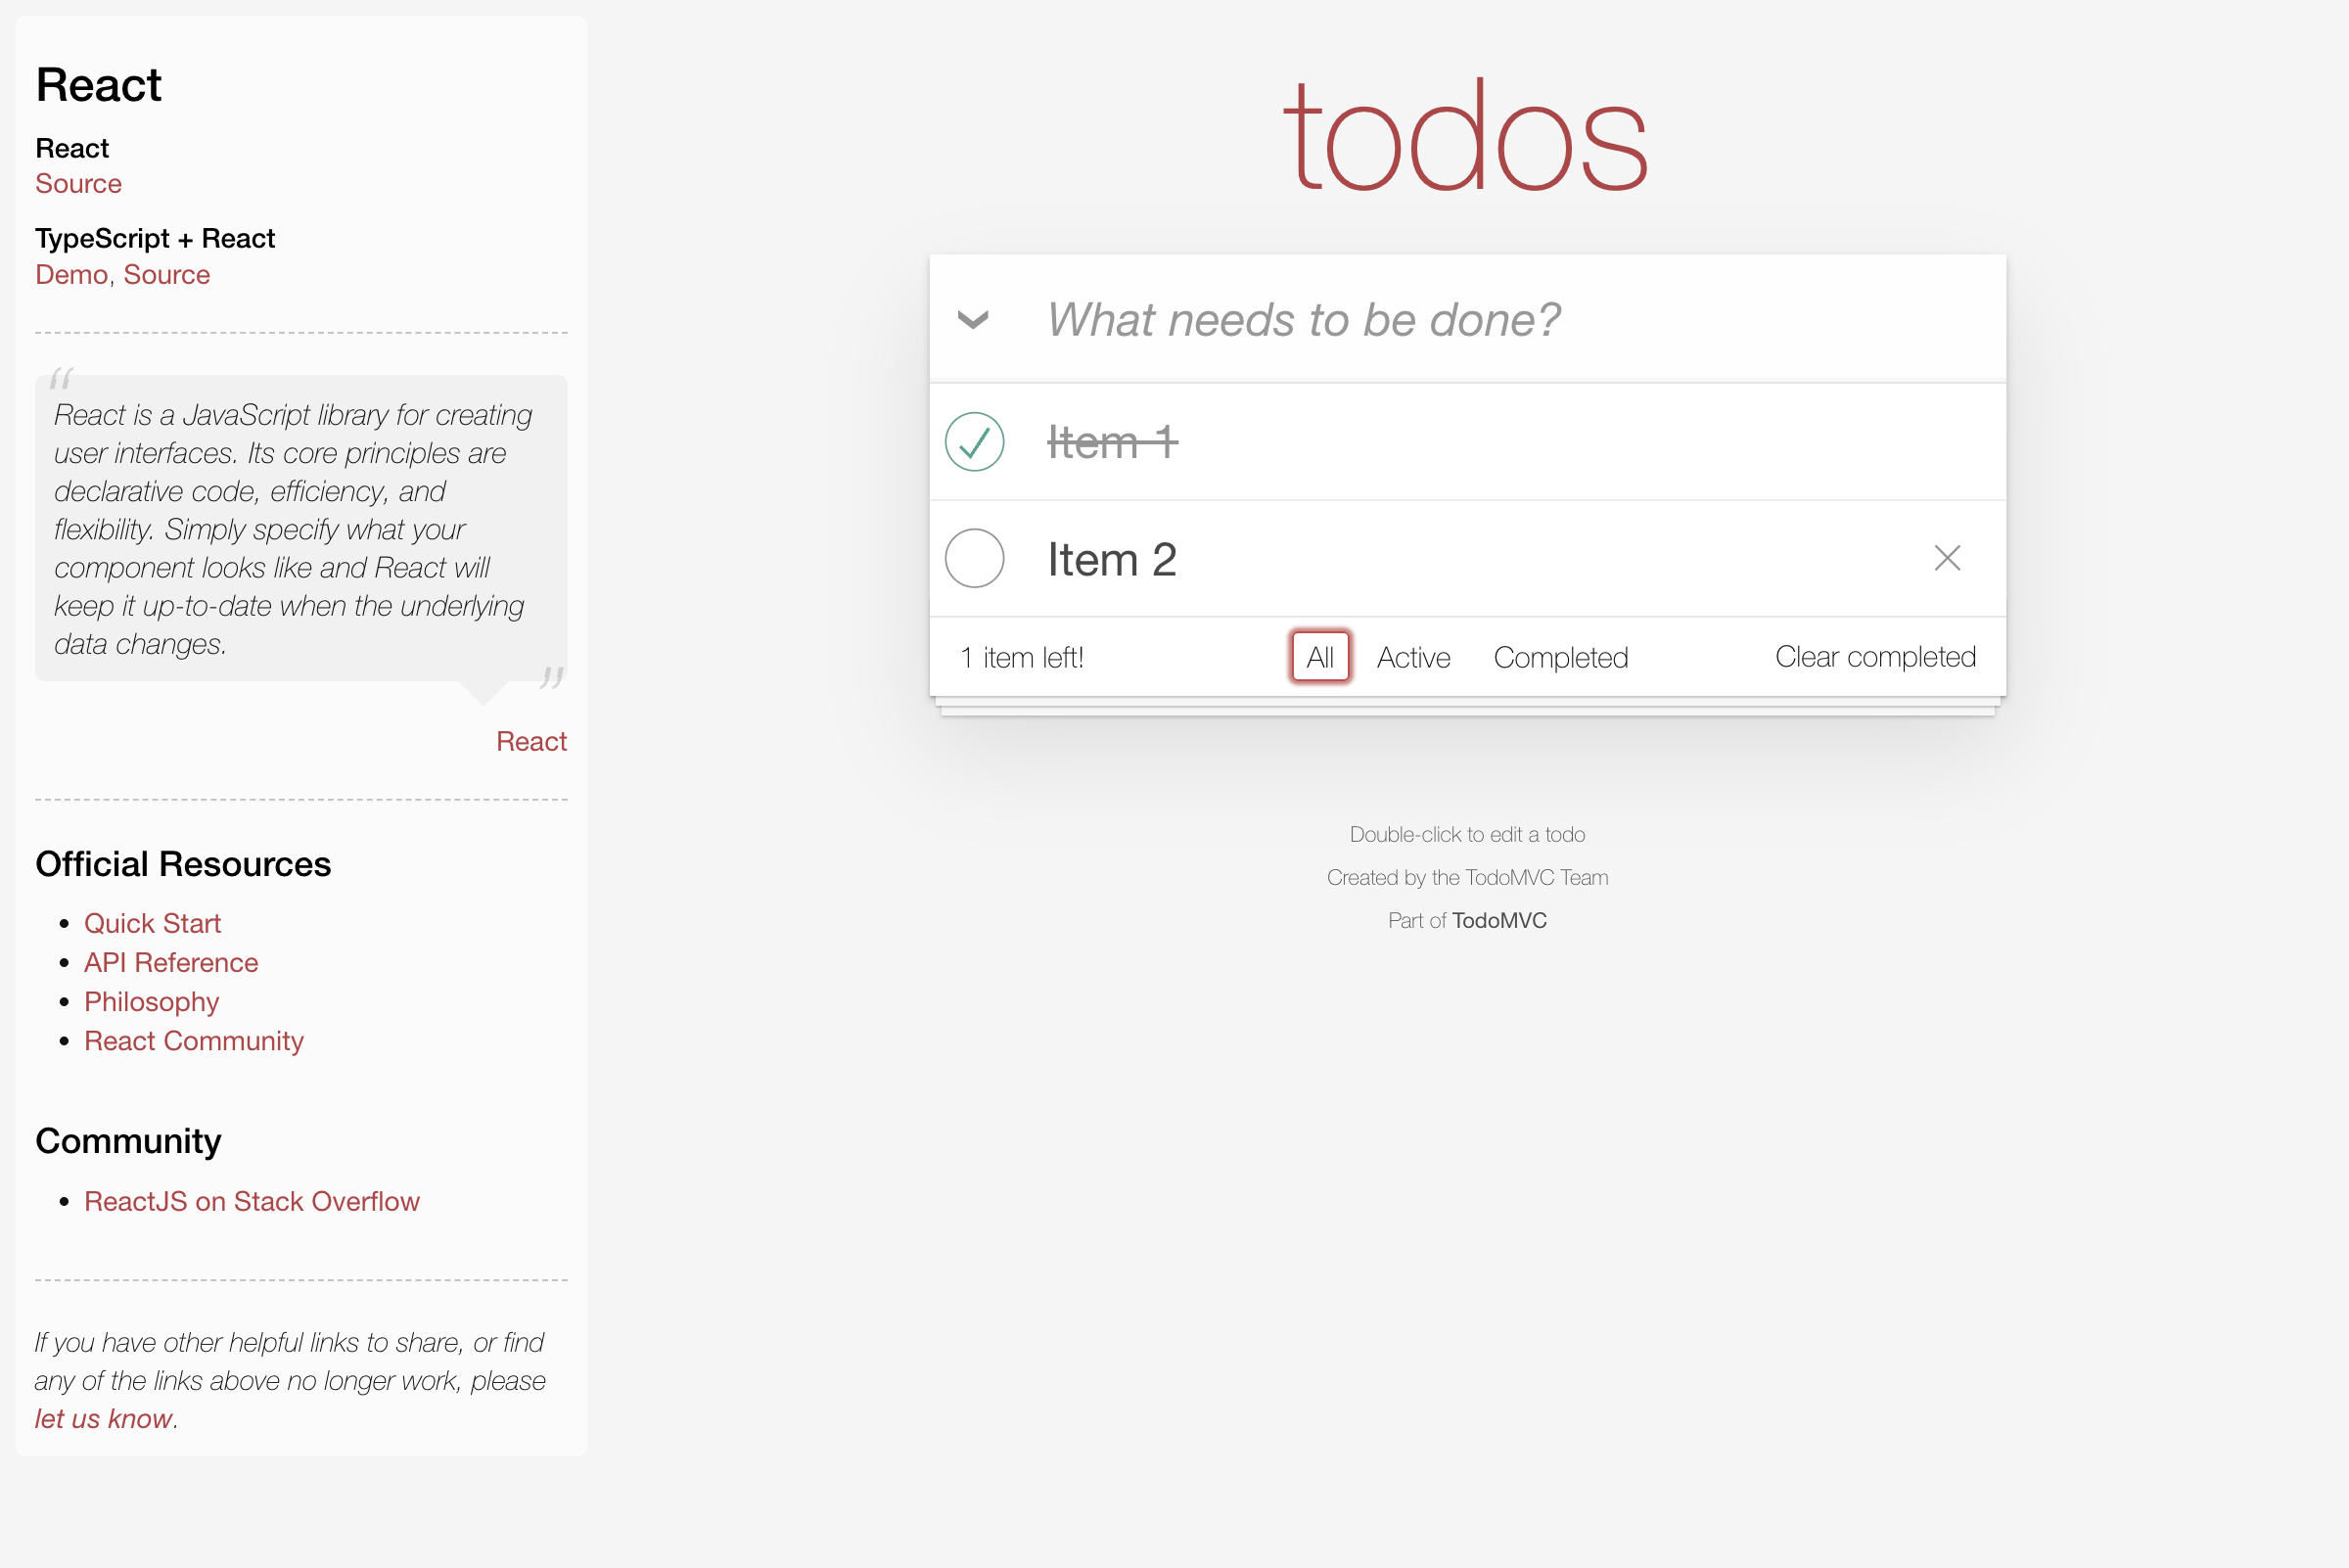 React
React
Source
TypeScript + React
Demo, Source
“
React is a JavaScript library for creating
user interfaces. Its core principles are
declarative code, efficiency, and
flexibility. Simply specify what your
component looks like and React will
keep it up-to-date when the underlying
data changes.
”
React
Official Resources
• Quick Start
• API Reference
• Philosophy
• React Community
Community
• ReactJS on Stack Overflow
If you have other helpful links to share, or find
any of the links above no longer work, please
let us know.
todos
What needs to be done?
Item 1
Item 2
1 item left! All Active Completed Clear completed
Double-click to edit a todo
Created by the TodoMVC Team
Part of TodoMVC